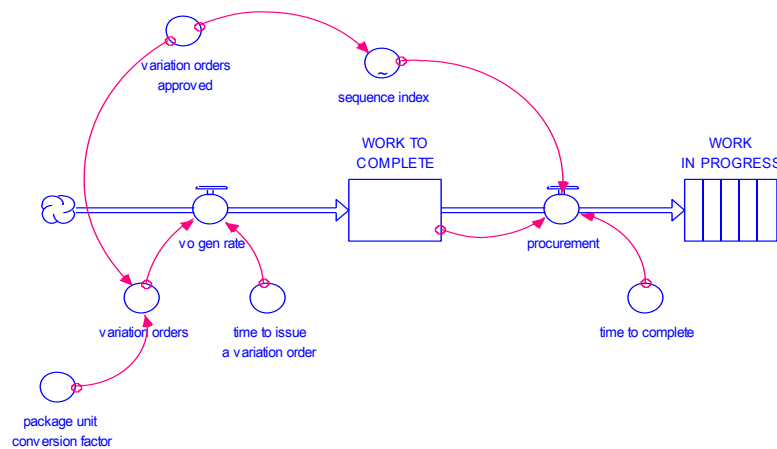 variation orders
approved
~
sequence index
WORK TO
COMPLETE
WORK
IN PROGRESS
vo gen rate
procurement
variation orders
time to issue
a variation order
time to complete
package unit
conversion factor